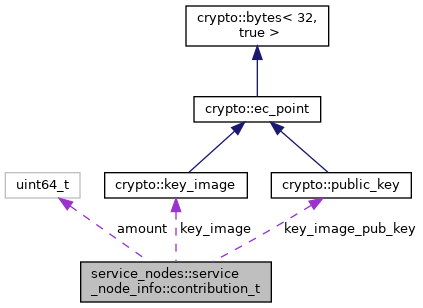 crypto::bytes< 32,
true >
crypto::ec_point
uint64_t
crypto::key_image
crypto::public_key
amount
key_image
key_image_pub_key
service_nodes::service
_node_info::contribution_t